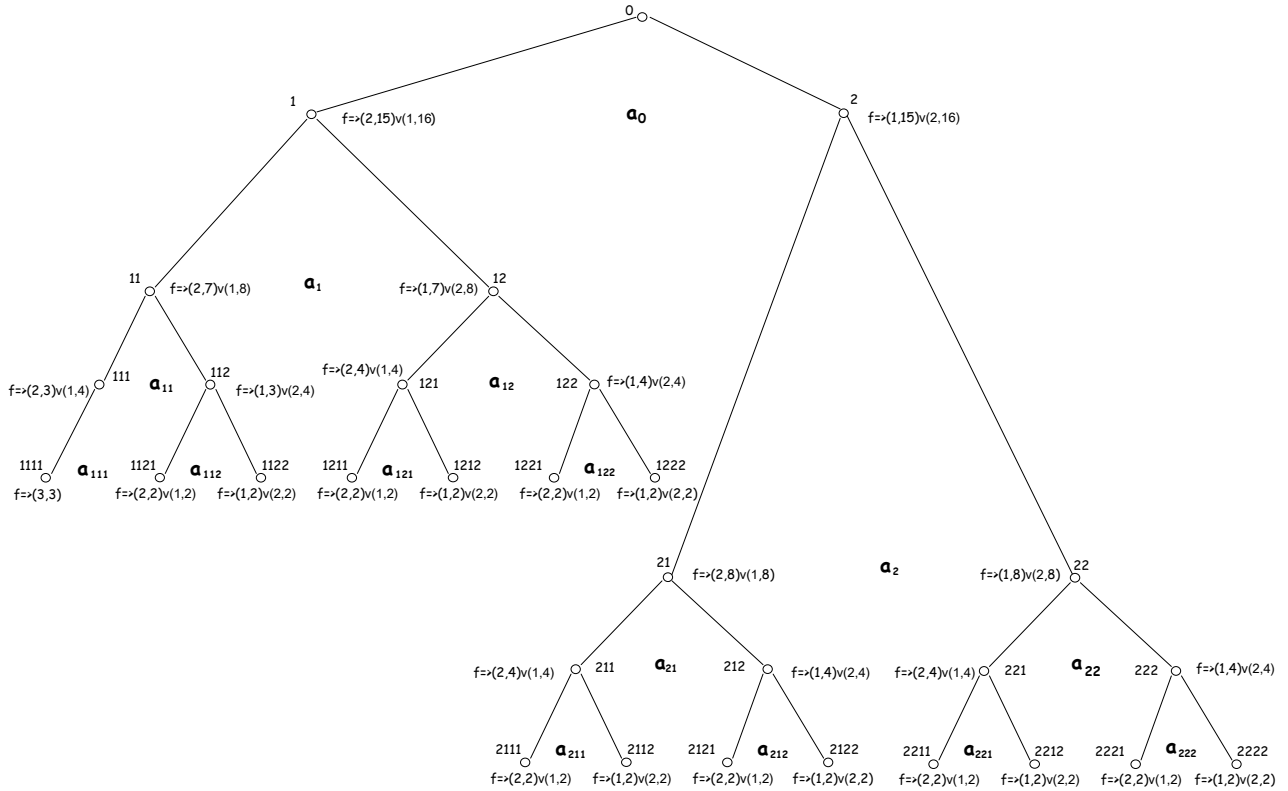 0
1
2
a0
f=>(2,15)v(1,16)
f=>(1,15)v(2,16)
11
12
a1
f=>(2,7)v(1,8)
f=>(1,7)v(2,8)
111
a11
112
f=>(2,4)v(1,4)
121
a12
122
f=>(1,4)v(2,4)
f=>(2,3)v(1,4)
f=>(1,3)v(2,4)
1111
a111
1121
a112
1122
1211
a121
1212
1221
a122
1222
f=>(3,3)
f=>(2,2)v(1,2)
f=>(1,2)v(2,2)
f=>(2,2)v(1,2)
f=>(1,2)v(2,2)
f=>(2,2)v(1,2)
f=>(1,2)v(2,2)
21
a2
22
f=>(2,8)v(1,8)
f=>(1,8)v(2,8)
f=>(2,4)v(1,4)
211
a21
212
f=>(1,4)v(2,4)
f=>(2,4)v(1,4)
221
a22
222
f=>(1,4)v(2,4)
2111
a211
2112
2121
a212
2122
2211
a221
2212
2221
a222
2222
f=>(2,2)v(1,2)
f=>(1,2)v(2,2)
f=>(2,2)v(1,2)
f=>(1,2)v(2,2)
f=>(2,2)v(1,2)
f=>(1,2)v(2,2)
f=>(2,2)v(1,2)
f=>(1,2)v(2,2)